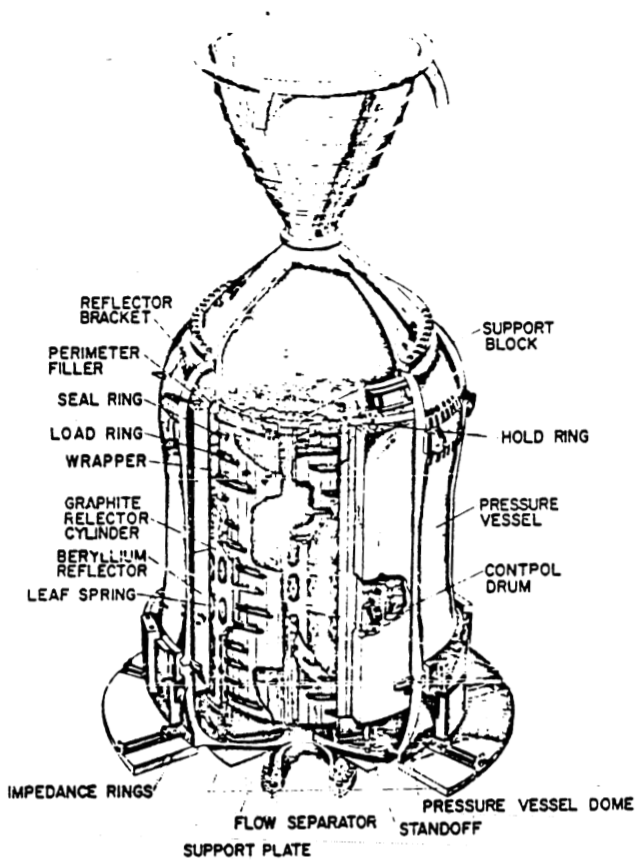 REFLECTOR
BRACKET
SUPPORT
BLOCK
PERIMETER
FILLER
SEAL RING
LOAD RING
HOLD RING
WRAPPER
GRAPHITE
RELECTOR
CYLINDER
PRESSURE
VESSEL
BERYLLIUM
REFLECTOR
CONTPOL
DRUM
LEAF SPRING
IMPEDANCE RINGS
PRESSURE VESSEL DOME
FLOW SEPARATOR
STANDOFF
SUPPORT PLATE